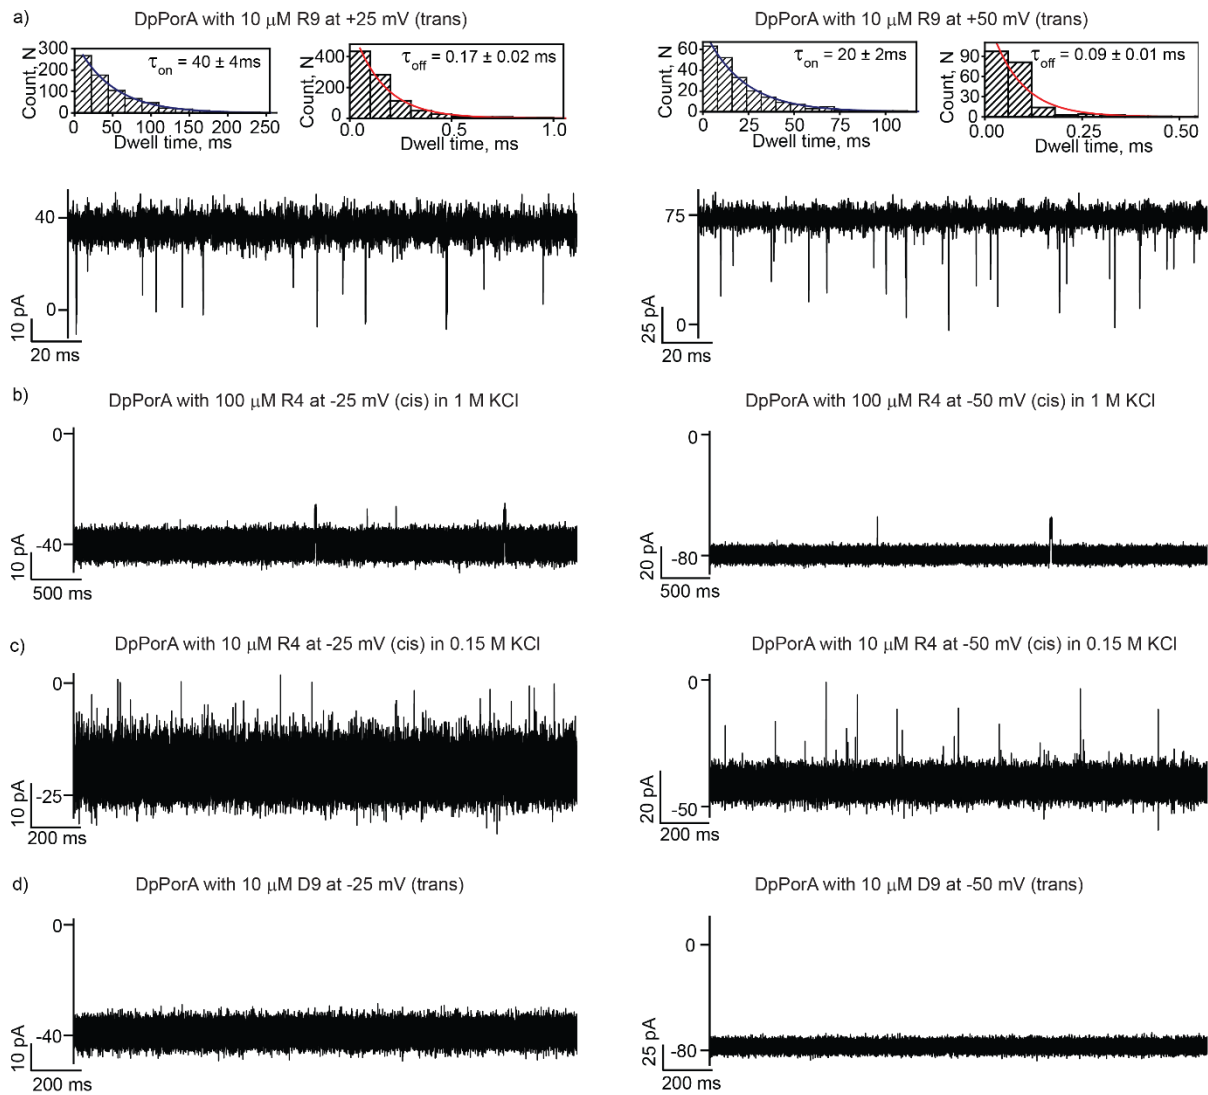 a) DpPorA with 10 μM R9 at +25 mV (trans)
DpPorA with 10 μM R9 at +50 mV (trans)
Count, N
300
200
100
0
τon = 40 ± 4ms
0 50 100 150 200 250
Dwell time, ms
Count, N
400
200
0
τoff = 0.17 ± 0.02 ms
0.0 0.5 1.0
Dwell time, ms
Count, N
60
40
20
0
τon = 20 ± 2ms
0 25 50 75 100
Dwell time, ms
Count, N
90
60
30
0
τoff = 0.09 ± 0.01 ms
0.00 0.25 0.50
Dwell time, ms
40
0
10 pA
20 ms
75
0
25 pA
20 ms
b) DpPorA with 100 μM R4 at -25 mV (cis) in 1 M KCl
DpPorA with 100 μM R4 at -50 mV (cis) in 1 M KCl
0
-40
10 pA
500 ms
0
-80
20 pA
500 ms
c) DpPorA with 10 μM R4 at -25 mV (cis) in 0.15 M KCl
DpPorA with 10 μM R4 at -50 mV (cis) in 0.15 M KCl
0
-25
10 pA
200 ms
0
-50
20 pA
200 ms
d) DpPorA with 10 μM D9 at -25 mV (trans)
DpPorA with 10 μM D9 at -50 mV (trans)
0
-40
10 pA
200 ms
0
-80
25 pA
200 ms